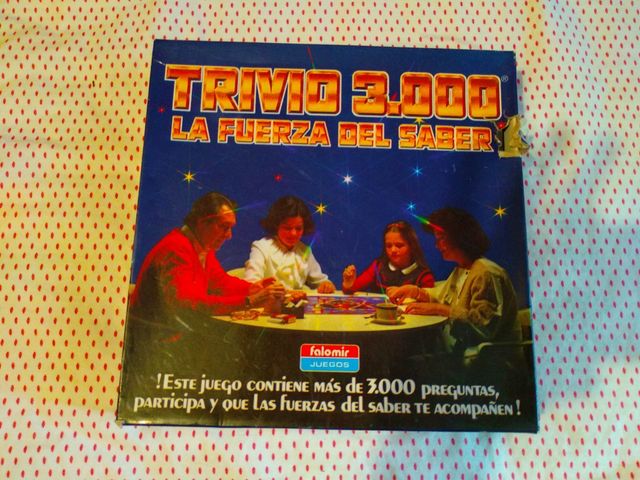 TRIVIO 3.000®
LA FUERZA DEL SABER
falomir
JUEGOS
!ESTE JUEGO CONTIENE MÁS DE 3.000 PREGUNTAS,
PARTICIPA Y QUE LAS FUERZAS DEL SABER TE ACOMPAÑEN!